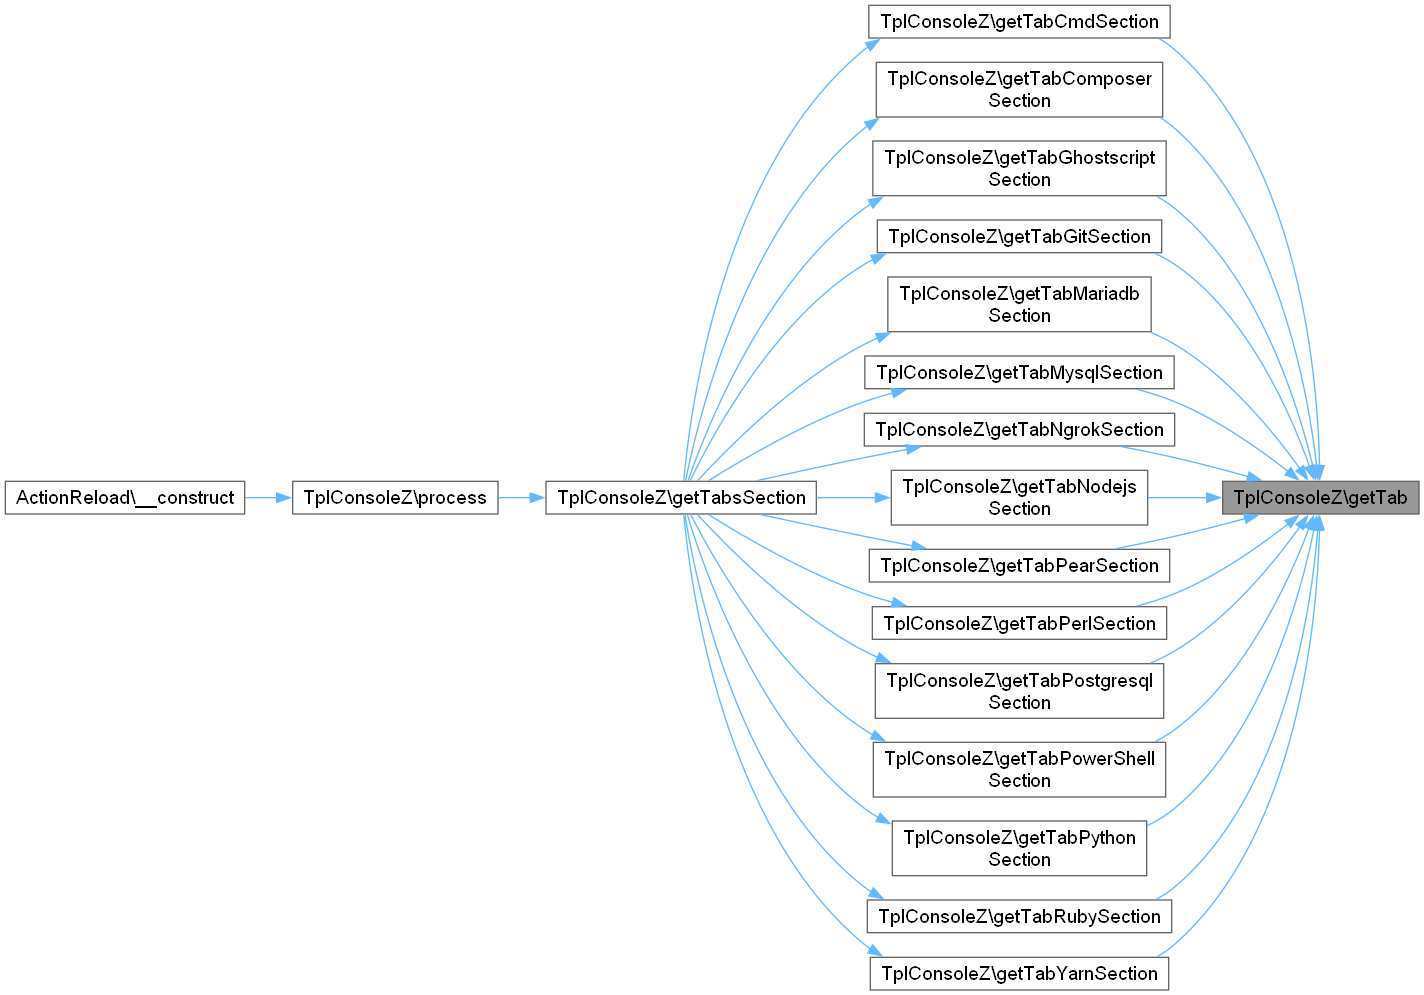 TplConsoleZ\getTabCmdSection
TplConsoleZ\getTabComposer
Section
TplConsoleZ\getTabGhostscript
Section
TplConsoleZ\getTabGitSection
TplConsoleZ\getTabMariadb
Section
TplConsoleZ\getTabMysqlSection
TplConsoleZ\getTabNgrokSection
ActionReload\__construct
TplConsoleZ\process
TplConsoleZ\getTabsSection
TplConsoleZ\getTabNodejs
Section
TplConsoleZ\getTab
TplConsoleZ\getTabPearSection
TplConsoleZ\getTabPerlSection
TplConsoleZ\getTabPostgresql
Section
TplConsoleZ\getTabPowerShell
Section
TplConsoleZ\getTabPython
Section
TplConsoleZ\getTabRubySection
TplConsoleZ\getTabYarnSection